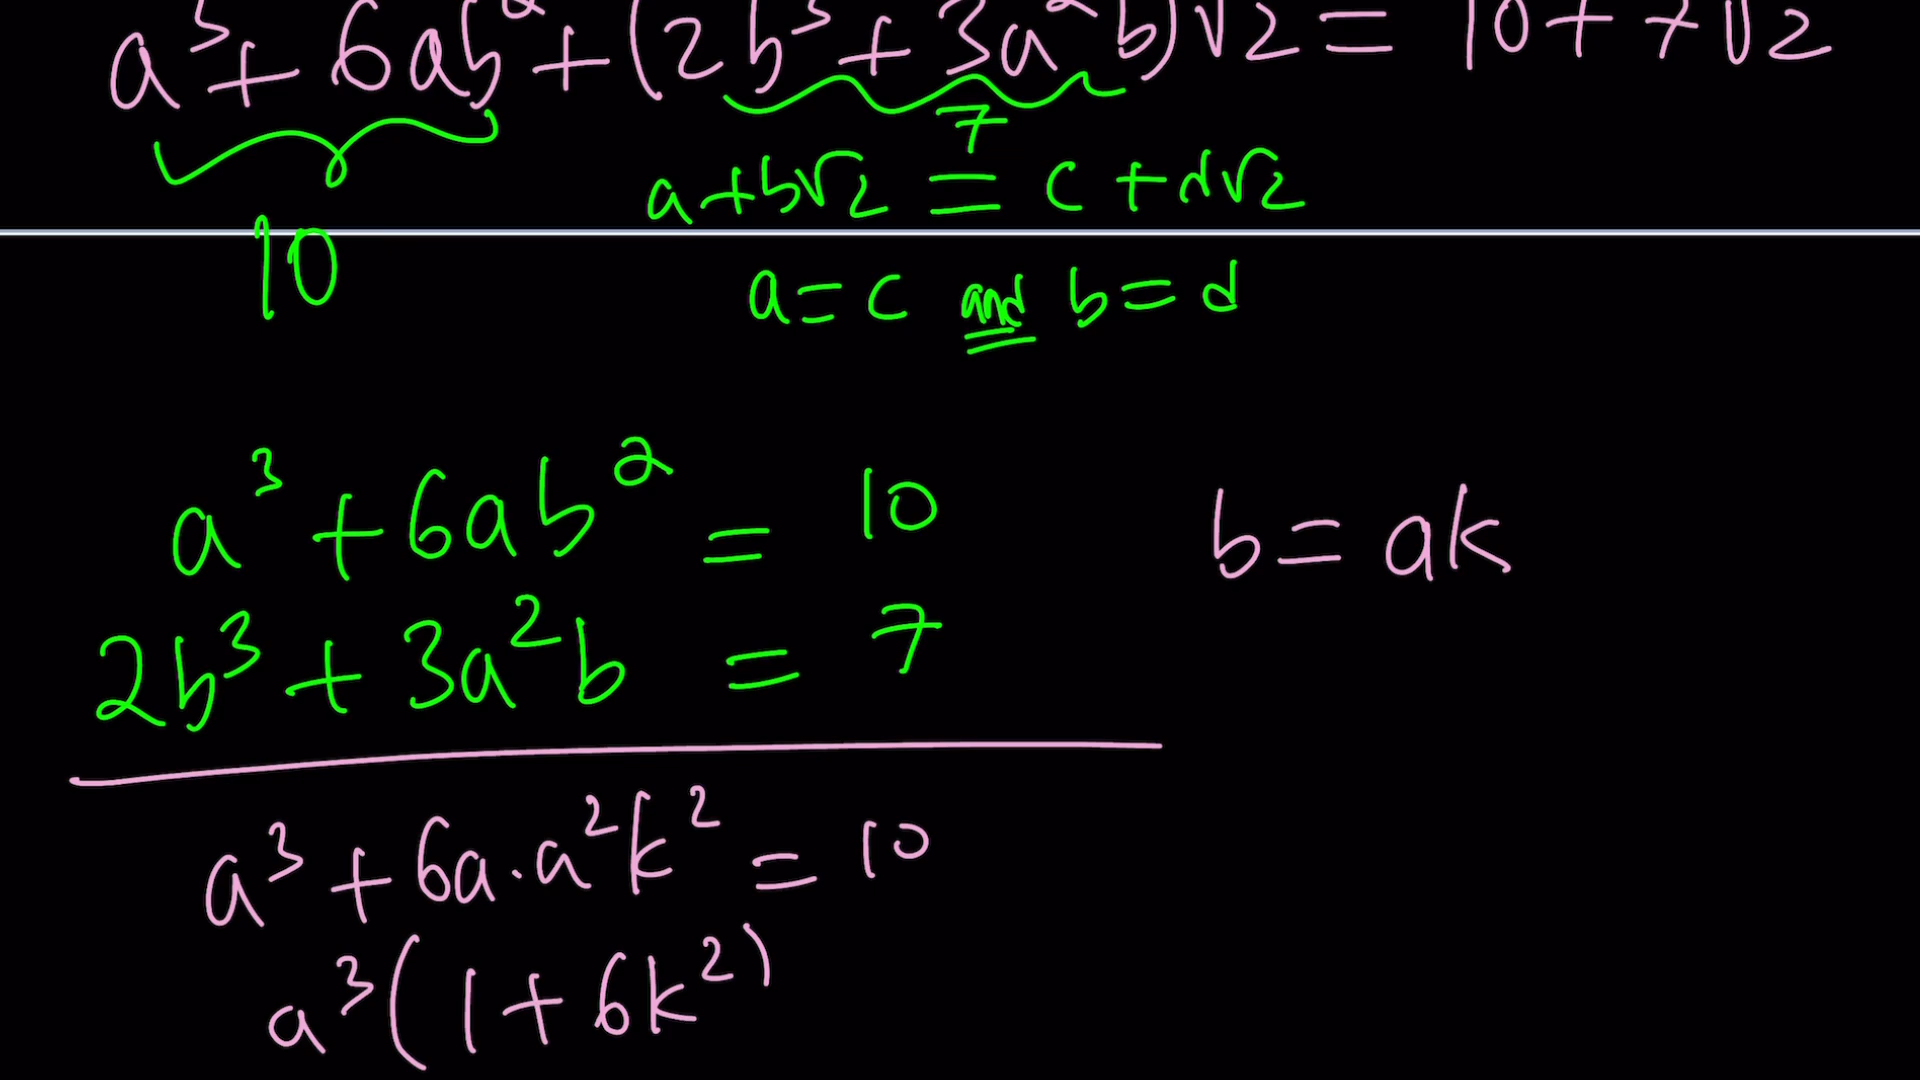 a³ + 6ab² + (2b³ + 3a²b)√2 = 10 + 7√2
7
a + b√2 = c + d√2
10
a = c and b = d
a³ + 6ab² = 10
b = ak
2b³ + 3a²b = 7
a³ + 6a·a²k² = 10
a³(1 + 6k²)